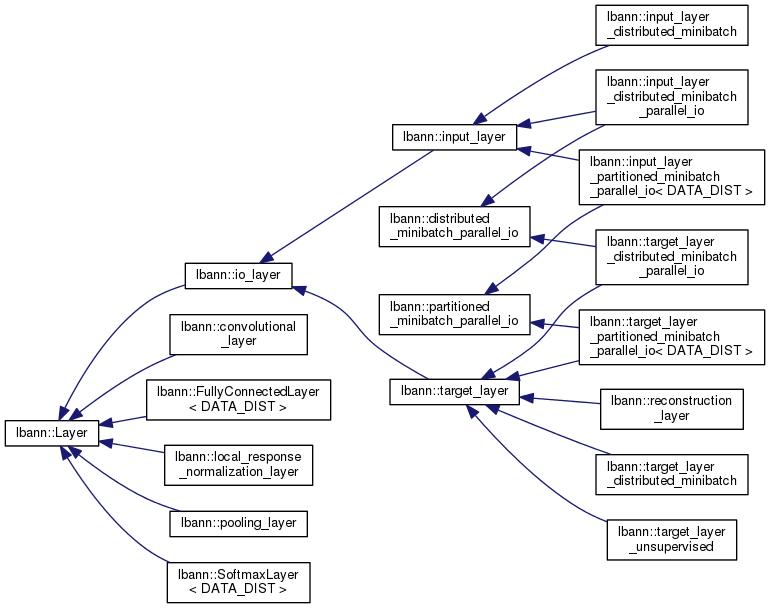 lbann::input_layer
_distributed_minibatch
lbann::input_layer
_distributed_minibatch
_parallel_io
lbann::input_layer
lbann::input_layer
_partitioned_minibatch
_parallel_io< DATA_DIST >
lbann::distributed
_minibatch_parallel_io
lbann::target_layer
_distributed_minibatch
_parallel_io
lbann::io_layer
lbann::partitioned
_minibatch_parallel_io
lbann::convolutional
_layer
lbann::target_layer
_partitioned_minibatch
_parallel_io< DATA_DIST >
lbann::FullyConnectedLayer
< DATA_DIST >
lbann::target_layer
lbann::reconstruction
_layer
lbann::Layer
lbann::local_response
_normalization_layer
lbann::target_layer
_distributed_minibatch
lbann::pooling_layer
lbann::target_layer
_unsupervised
lbann::SoftmaxLayer
< DATA_DIST >